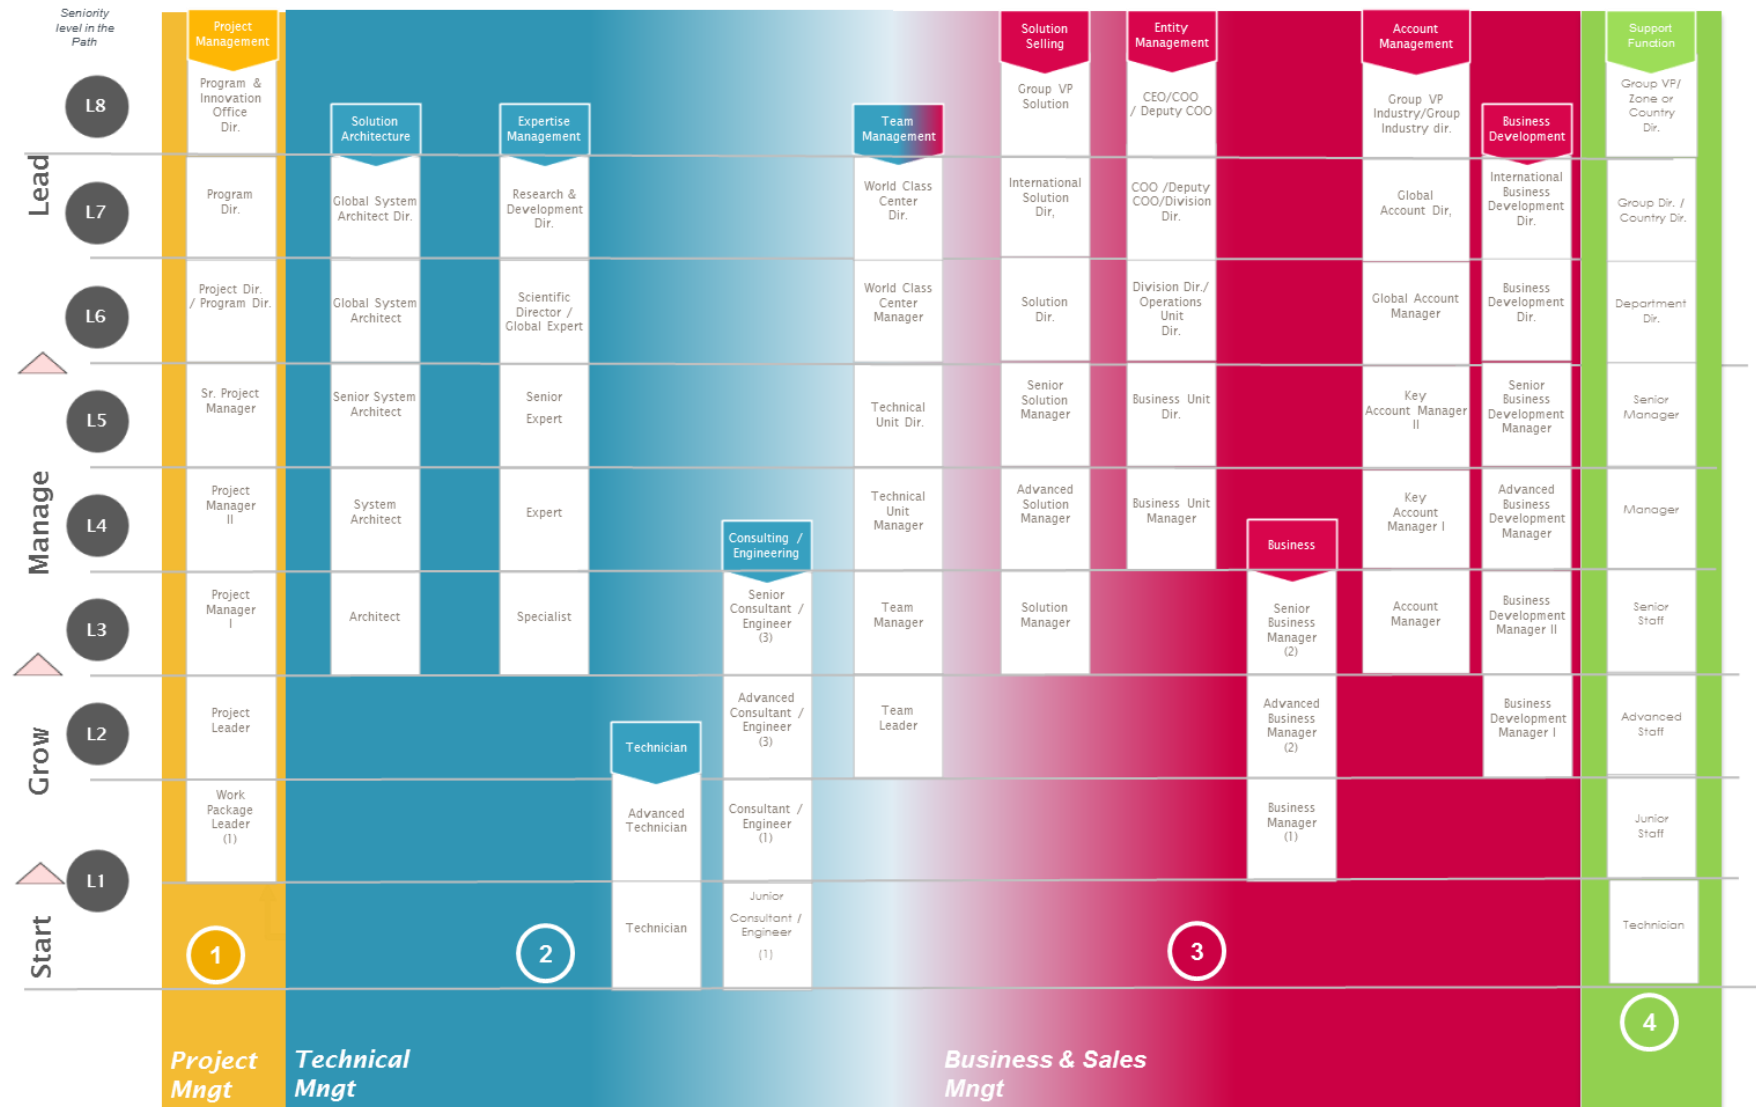 Seniority
level in the
Path
Project
Management
Solution
Selling
Entity
Management
Account
Management
Support
Function
L8
Program &
Innovation
Office
Dir.
Solution
Architecture
Expertise
Management
Team
Management
Group VP
Solution
CEO/COO
/ Deputy COO
Group VP
Industry/Group
Industry dir.
Business
Development
Group VP/
Zone or
Country
Dir.
Lead
L7
Program
Dir.
Global System
Architect Dir.
Research &
Development
Dir.
World Class
Center
Dir.
International
Solution
Dir,
COO /Deputy
COO/Division
Dir.
Global
Account Dir,
International
Business
Development
Dir.
Group Dir. /
Country Dir.
L6
Project Dir.
/ Program Dir.
Global System
Architect
Scientific
Director /
Global Expert
World Class
Center
Manager
Solution
Dir.
Division Dir./
Operations
Unit
Dir.
Global Account
Manager
Business
Development
Dir.
Department
Dir.
Manage
L5
Sr. Project
Manager
Senior System
Architect
Senior
Expert
Technical
Unit Dir.
Senior
Solution
Manager
Business Unit
Dir.
Key
Account Manager
II
Senior
Business
Development
Manager
Senior
Manager
L4
Project
Manager
II
System
Architect
Expert
Consulting /
Engineering
Technical
Unit
Manager
Advanced
Solution
Manager
Business Unit
Manager
Business
Key
Account
Manager I
Advanced
Business
Development
Manager
Manager
L3
Project
Manager
I
Architect
Specialist
Senior
Consultant /
Engineer
(3)
Team
Manager
Solution
Manager
Senior
Business
Manager
(2)
Account
Manager
Business
Development
Manager II
Senior
Staff
Grow
L2
Project
Leader
Technician
Advanced
Consultant /
Engineer
(3)
Team
Leader
Advanced
Business
Manager
(2)
Business
Development
Manager I
Advanced
Staff
L1
Work
Package
Leader
(1)
Advanced
Technician
Consultant /
Engineer
(1)
Business
Manager
(1)
Junior
Staff
Start
Technician
Junior
Consultant /
Engineer
(1)
Technician
1
2
3
4
Project
Mngt
Technical
Mngt
Business & Sales
Mngt